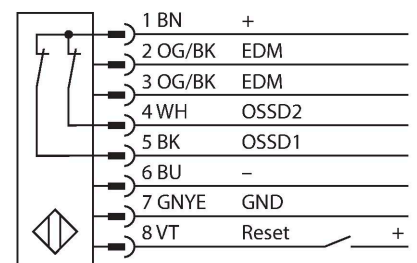 1 BN +
2 OG/BK EDM
3 OG/BK EDM
4 WH OSSD2
5 BK OSSD1
6 BU –
7 GNYE GND
8 VT Reset +